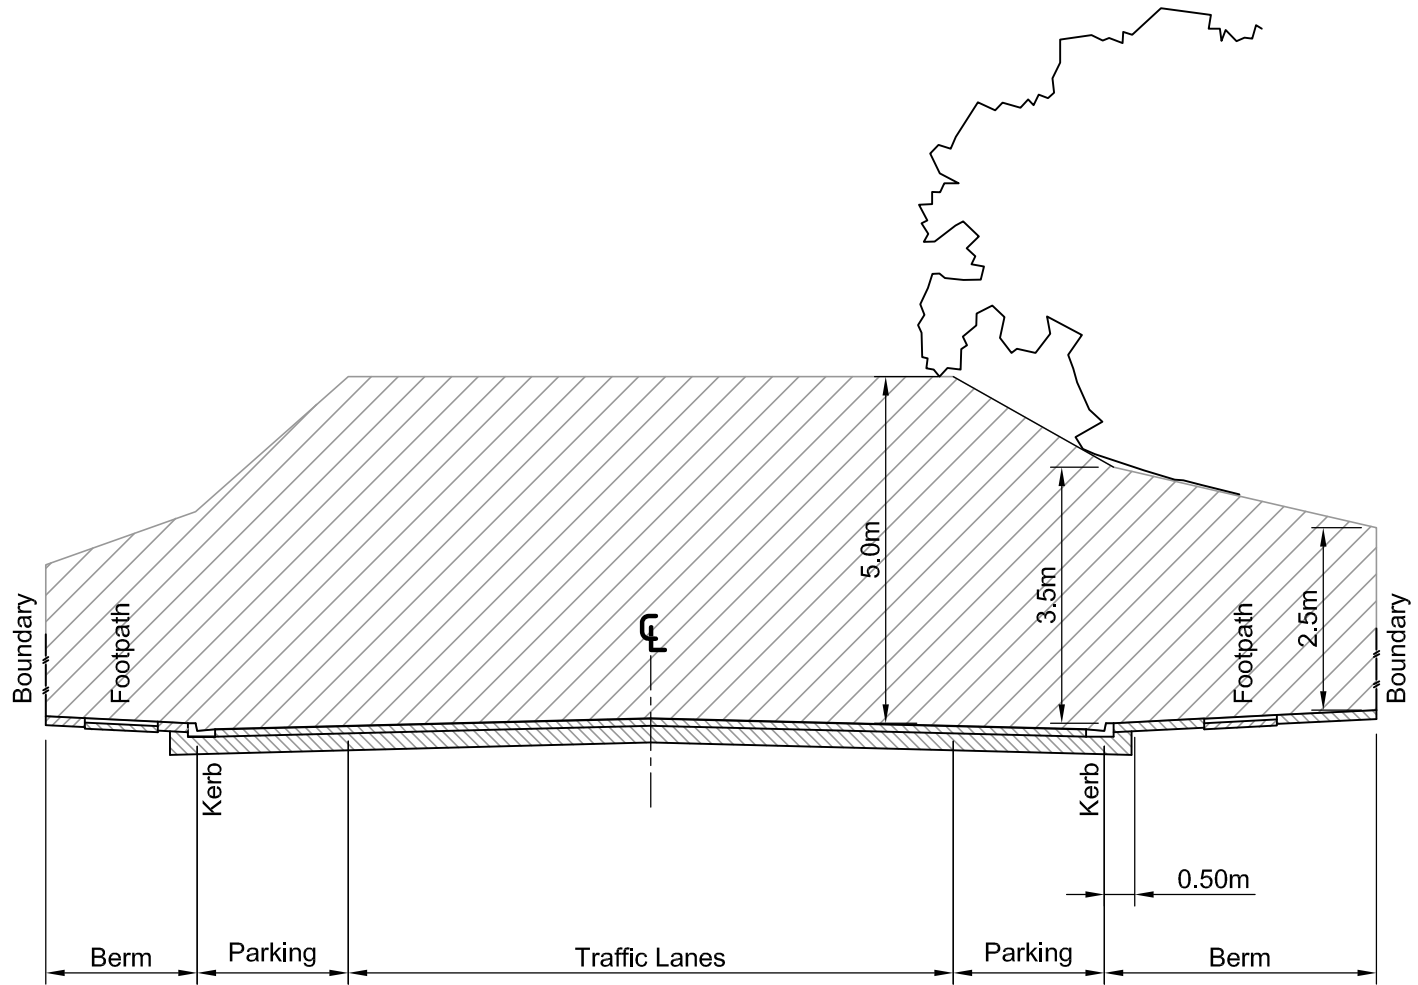 5.0m
3.5m
2.5m
Boundary
Footpath
℄
Footpath
Boundary
Kerb
Kerb
0.50m
Berm
Parking
Traffic Lanes
Parking
Berm